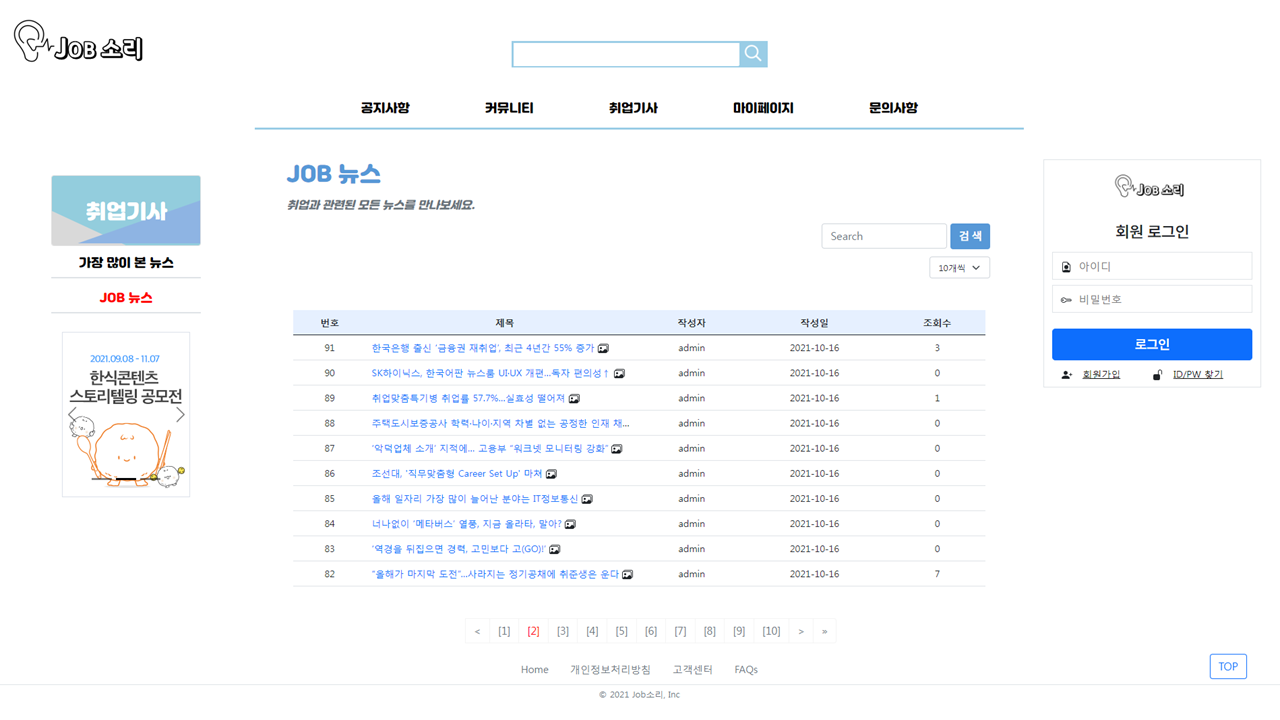 JOB 소리
공지사항 커뮤니티 취업기사 마이페이지 문의사항
취업기사
가장 많이 본 뉴스
JOB 뉴스
2021.09.08 - 11.07
한식콘텐츠
스토리텔링 공모전
JOB 뉴스
취업과 관련된 모든 뉴스를 만나보세요.
Search 검색
10개씩
번호 제목 작성자 작성일 조회수
91 한국은행 출신 '금융권 재취업', 최근 4년간 55% 증가 admin 2021-10-16 3
90 SK하이닉스, 한국어판 뉴스룸 UI·UX 개편…독자 편의성↑ admin 2021-10-16 0
89 취업맞춤특기병 취업률 57.7%…실효성 떨어져 admin 2021-10-16 1
88 주택도시보증공사 학력·나이·지역 차별 없는 공정한 인재 채... admin 2021-10-16 0
87 '악덕업체 소개' 지적에… 고용부 "워크넷 모니터링 강화" admin 2021-10-16 0
86 조선대, '직무맞춤형 Career Set Up' 마쳐 admin 2021-10-16 0
85 올해 일자리 가장 많이 늘어난 분야는 IT정보통신 admin 2021-10-16 0
84 너나없이 '메타버스' 열풍, 지금 올라타, 말아? admin 2021-10-16 0
83 '역경을 뒤집으면 경력, 고민보다 고(GO)!' admin 2021-10-16 0
82 "올해가 마지막 도전"…사라지는 정기공채에 취준생은 운다 admin 2021-10-16 7
< [1] [2] [3] [4] [5] [6] [7] [8] [9] [10] > »
JOB 소리
회원 로그인
아이디
비밀번호
로그인
회원가입 ID/PW 찾기
Home 개인정보처리방침 고객센터 FAQs
TOP
© 2021 Job소리, Inc